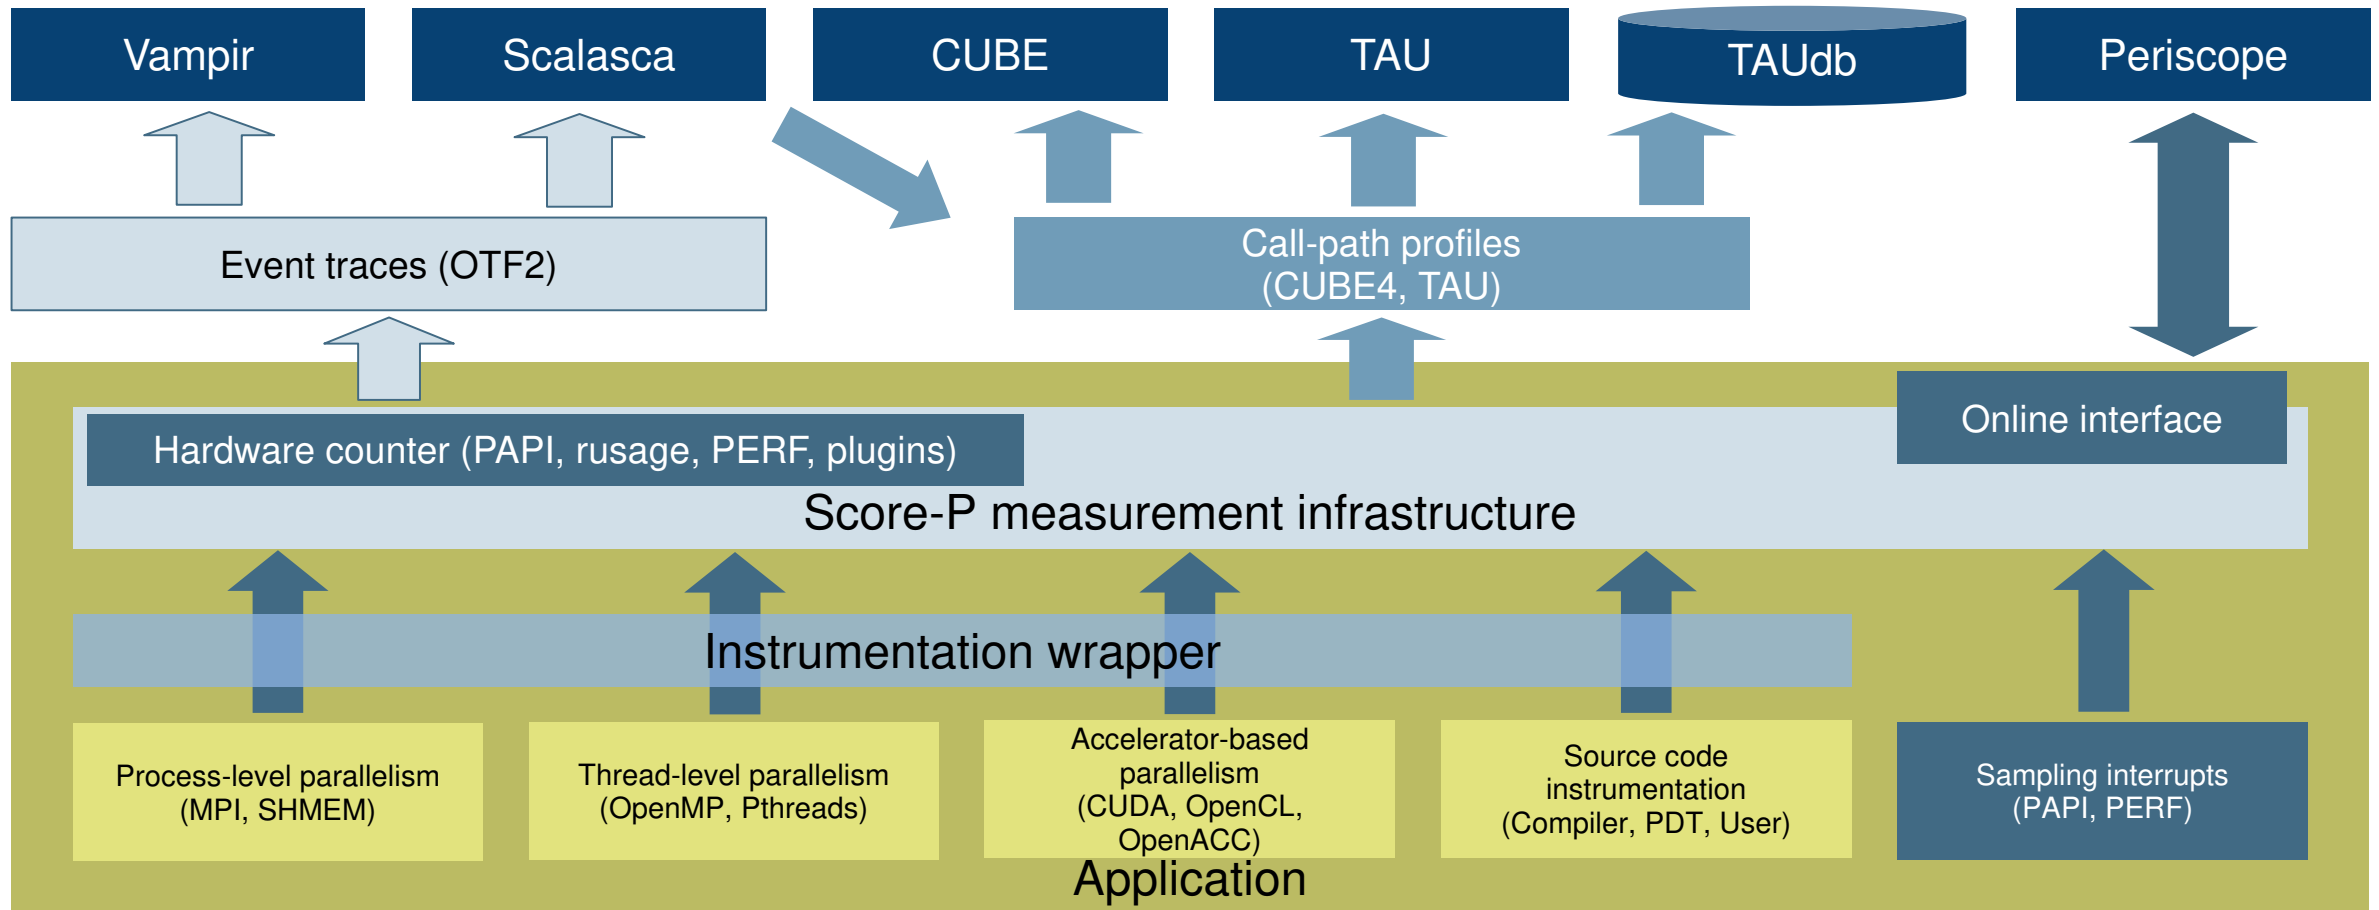 Vampir
Scalasca
CUBE
TAU
TAUdb
Periscope
Event traces (OTF2)
Call-path profiles
(CUBE4, TAU)
Online interface
Hardware counter (PAPI, rusage, PERF, plugins)
Score-P measurement infrastructure
Instrumentation wrapper
Process-level parallelism
(MPI, SHMEM)
Thread-level parallelism
(OpenMP, Pthreads)
Accelerator-based
parallelism
(CUDA, OpenCL,
OpenACC)
Source code
instrumentation
(Compiler, PDT, User)
Sampling interrupts
(PAPI, PERF)
Application